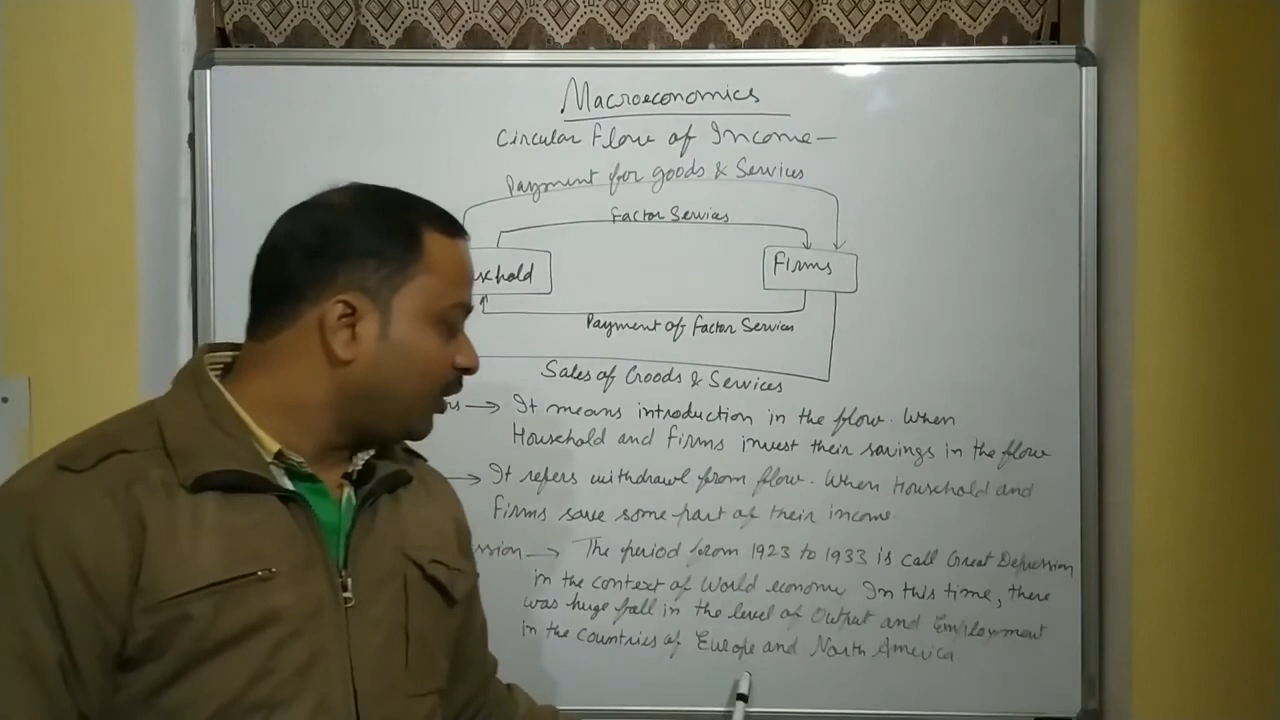 Macroeconomics
Circular Flow of Income—
Payment for goods & Services
Factor Services
Firms
Payment of Factor Services
Sales of Goods & Services
It means introduction in the flow. When
Household and Firms invest their savings in the flow
It refers withdrawl from flow. When Household and
Firms save some part of their income.
The period from 1923 to 1933 is call Great Depression
in the context of World economy. In this time, there
was huge fall in the level of Output and Employment
in the Countries of Europe and North America